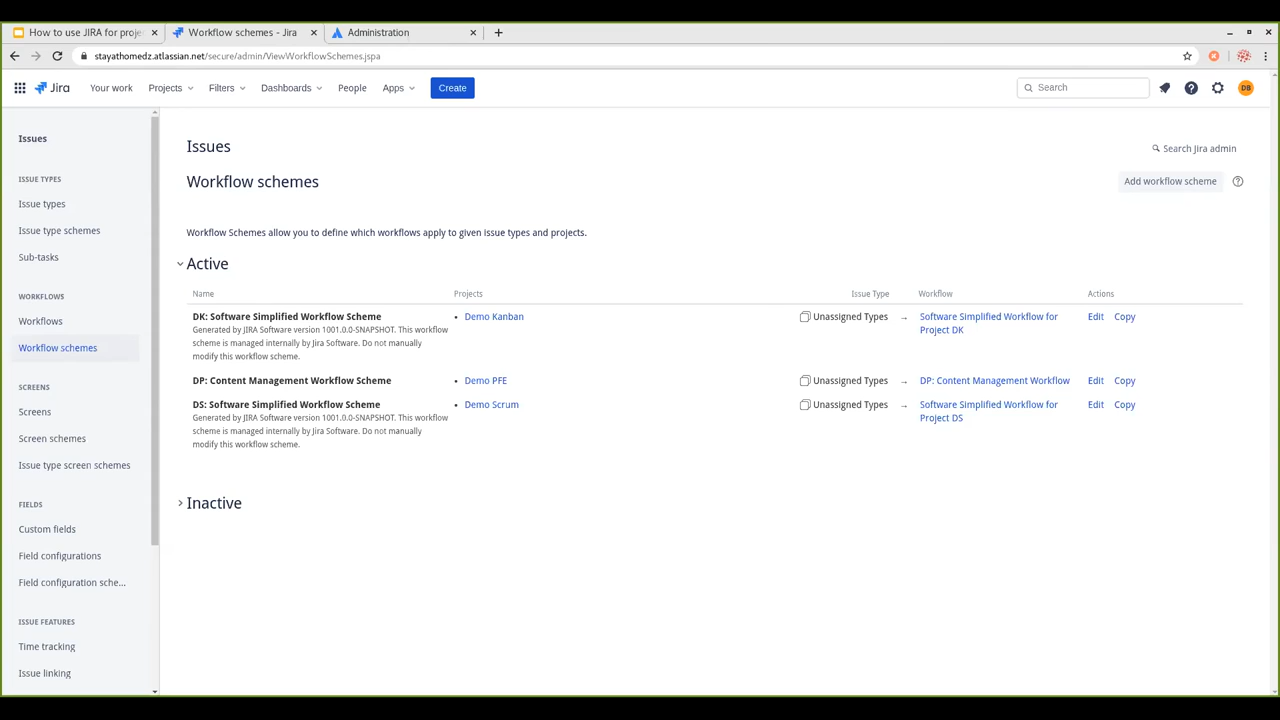 How to use JIRA for proje
Workflow schemes - Jira
Administration
stayathomedz.atlassian.net/secure/admin/ViewWorkflowSchemes.jspa
Jira
Your work
Projects
Filters
Dashboards
People
Apps
Create
Search
DB
Issues
ISSUE TYPES
Issue types
Issue type schemes
Sub-tasks
WORKFLOWS
Workflows
Workflow schemes
SCREENS
Screens
Screen schemes
Issue type screen schemes
FIELDS
Custom fields
Field configurations
Field configuration sche...
ISSUE FEATURES
Time tracking
Issue linking
Issues
Search Jira admin
Workflow schemes
Add workflow scheme
Workflow Schemes allow you to define which workflows apply to given issue types and projects.
Active
Name Projects Issue Type Workflow Actions
DK: Software Simplified Workflow Scheme
Generated by JIRA Software version 1001.0.0-SNAPSHOT. This workflow
scheme is managed internally by Jira Software. Do not manually
modify this workflow scheme.
• Demo Kanban
Unassigned Types →
Software Simplified Workflow for
Project DK
Edit Copy
DP: Content Management Workflow Scheme
• Demo PFE
Unassigned Types →
DP: Content Management Workflow
Edit Copy
DS: Software Simplified Workflow Scheme
Generated by JIRA Software version 1001.0.0-SNAPSHOT. This workflow
scheme is managed internally by Jira Software. Do not manually
modify this workflow scheme.
• Demo Scrum
Unassigned Types →
Software Simplified Workflow for
Project DS
Edit Copy
Inactive